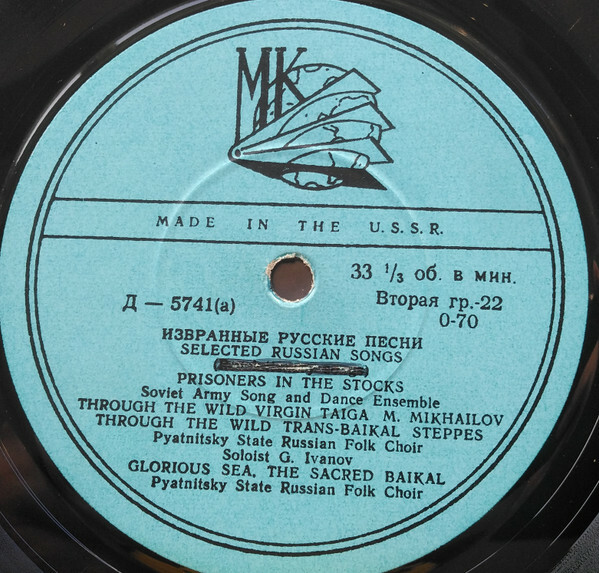 МК
MADE IN THE U.S.S.R.
33 1/3 об. в мин.
Д — 5741(а)
Вторая гр.-22
0-70
ИЗВРАННЫЕ РУССКИЕ ПЕСНИ
SELECTED RUSSIAN SONGS
PRISONERS IN THE STOCKS
Soviet Army Song and Dance Ensemble
THROUGH THE WILD VIRGIN TAIGA M. MIKHAILOV
THROUGH THE WILD TRANS-BAIKAL STEPPES
Pyatnitsky State Russian Folk Choir
Soloist G. Ivanov
GLORIOUS SEA, THE SACRED BAIKAL
Pyatnitsky State Russian Folk Choir